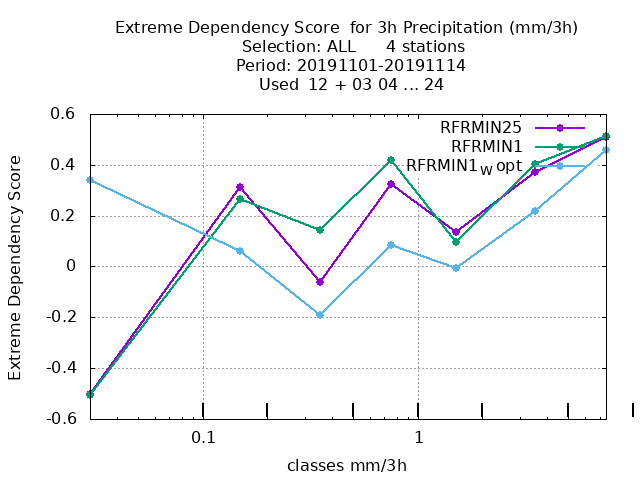 Extreme Dependency Score  for 3h Precipitation (mm/3h)
Selection: ALL      4 stations
Period: 20191101-20191114
Used  12 + 03 04 ... 24
RFRMIN25
RFRMIN1
RFRMIN1_W opt
Extreme Dependency Score
0.6
0.4
0.2
0
-0.2
-0.4
-0.6
0.1
1
classes mm/3h